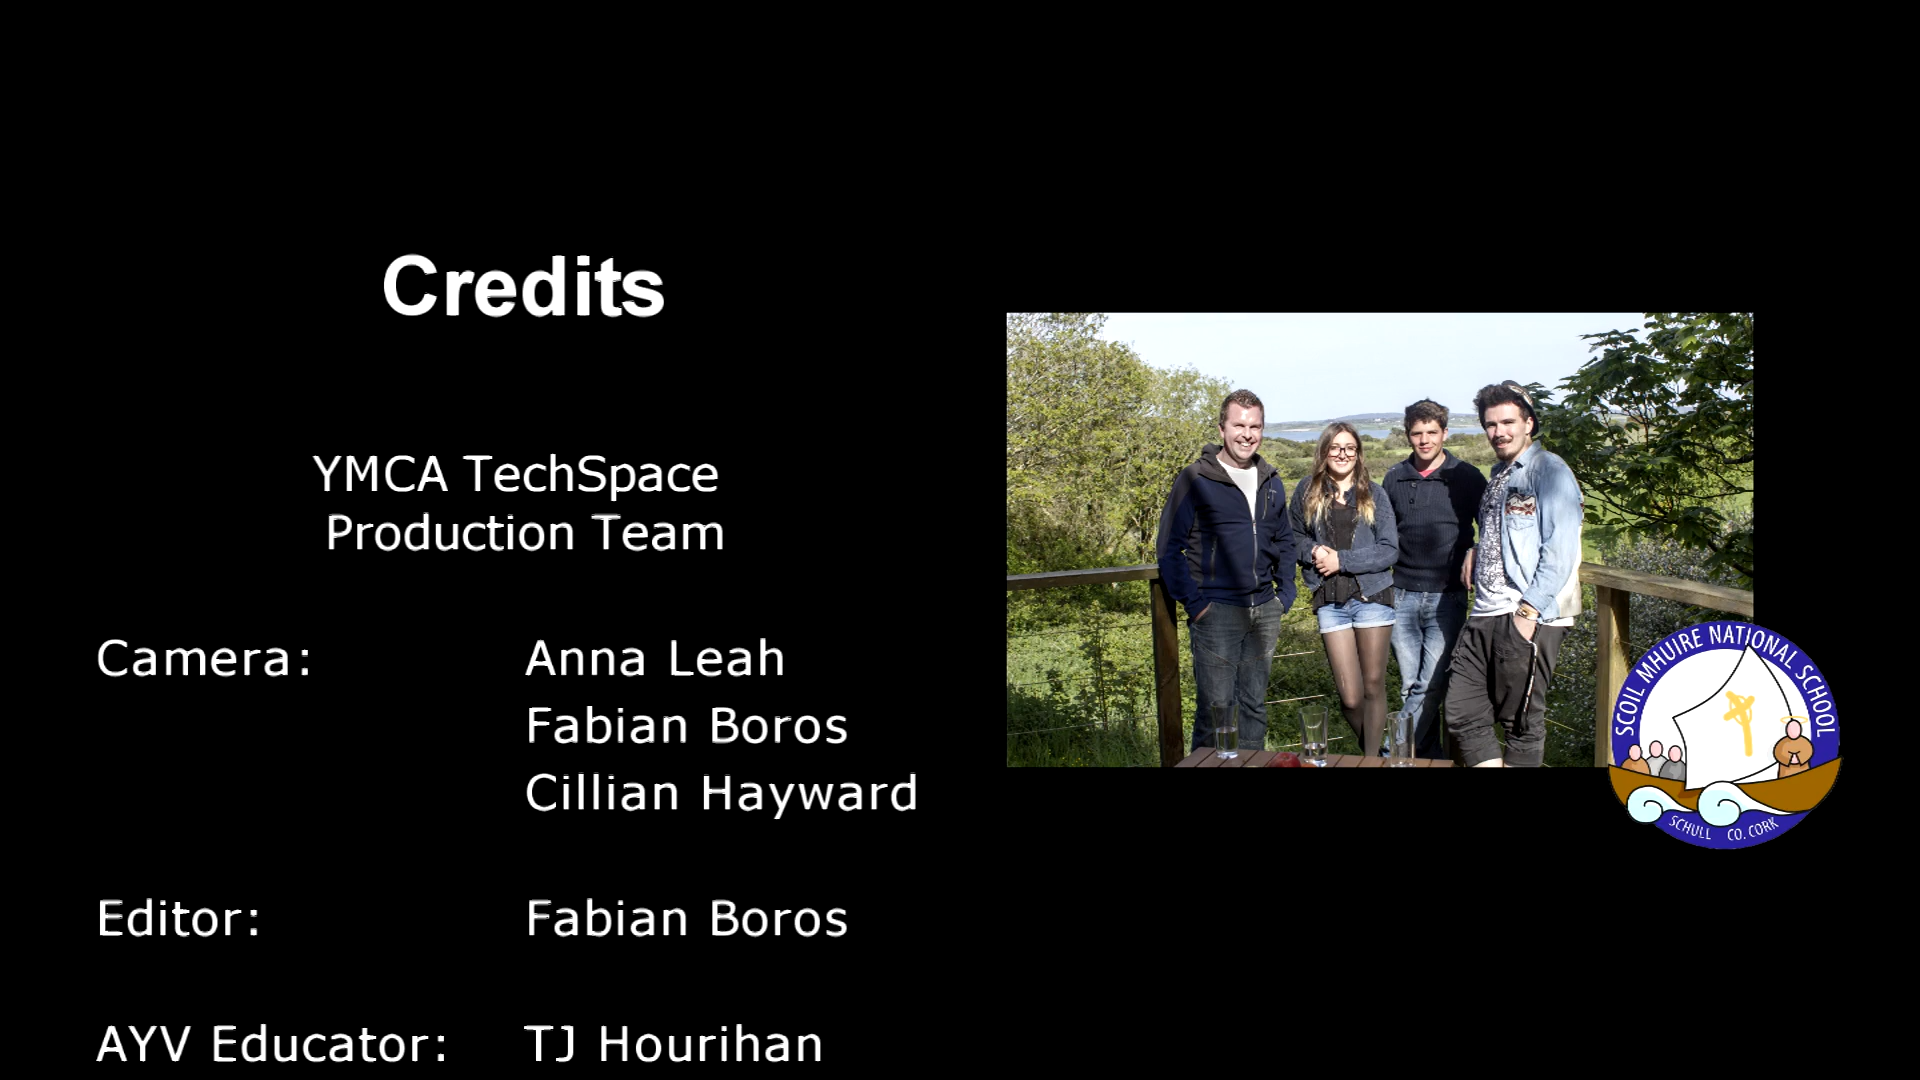 Credits
YMCA TechSpace
Production Team
Camera: Anna Leah
Fabian Boros
Cillian Hayward
Editor: Fabian Boros
AYV Educator: TJ Hourihan
SCOIL MHUIRE NATIONAL SCHOOL
SCHULL CO. CORK